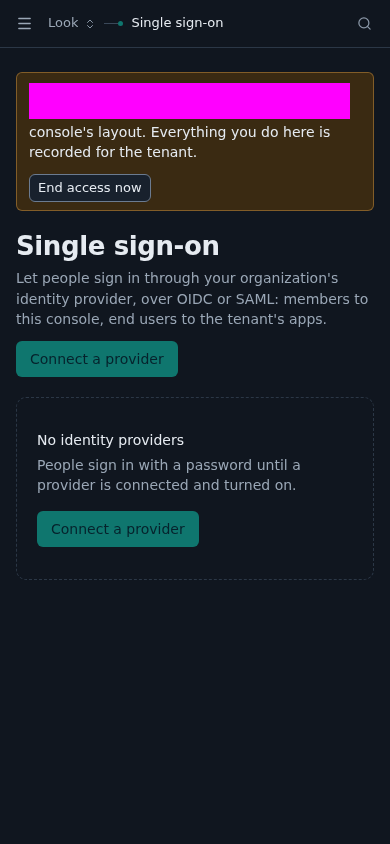 Look
Single sign-on
console's layout. Everything you do here is
recorded for the tenant.
End access now
Single sign-on
Let people sign in through your organization's
identity provider, over OIDC or SAML: members to
this console, end users to the tenant's apps.
Connect a provider
No identity providers
People sign in with a password until a
provider is connected and turned on.
Connect a provider